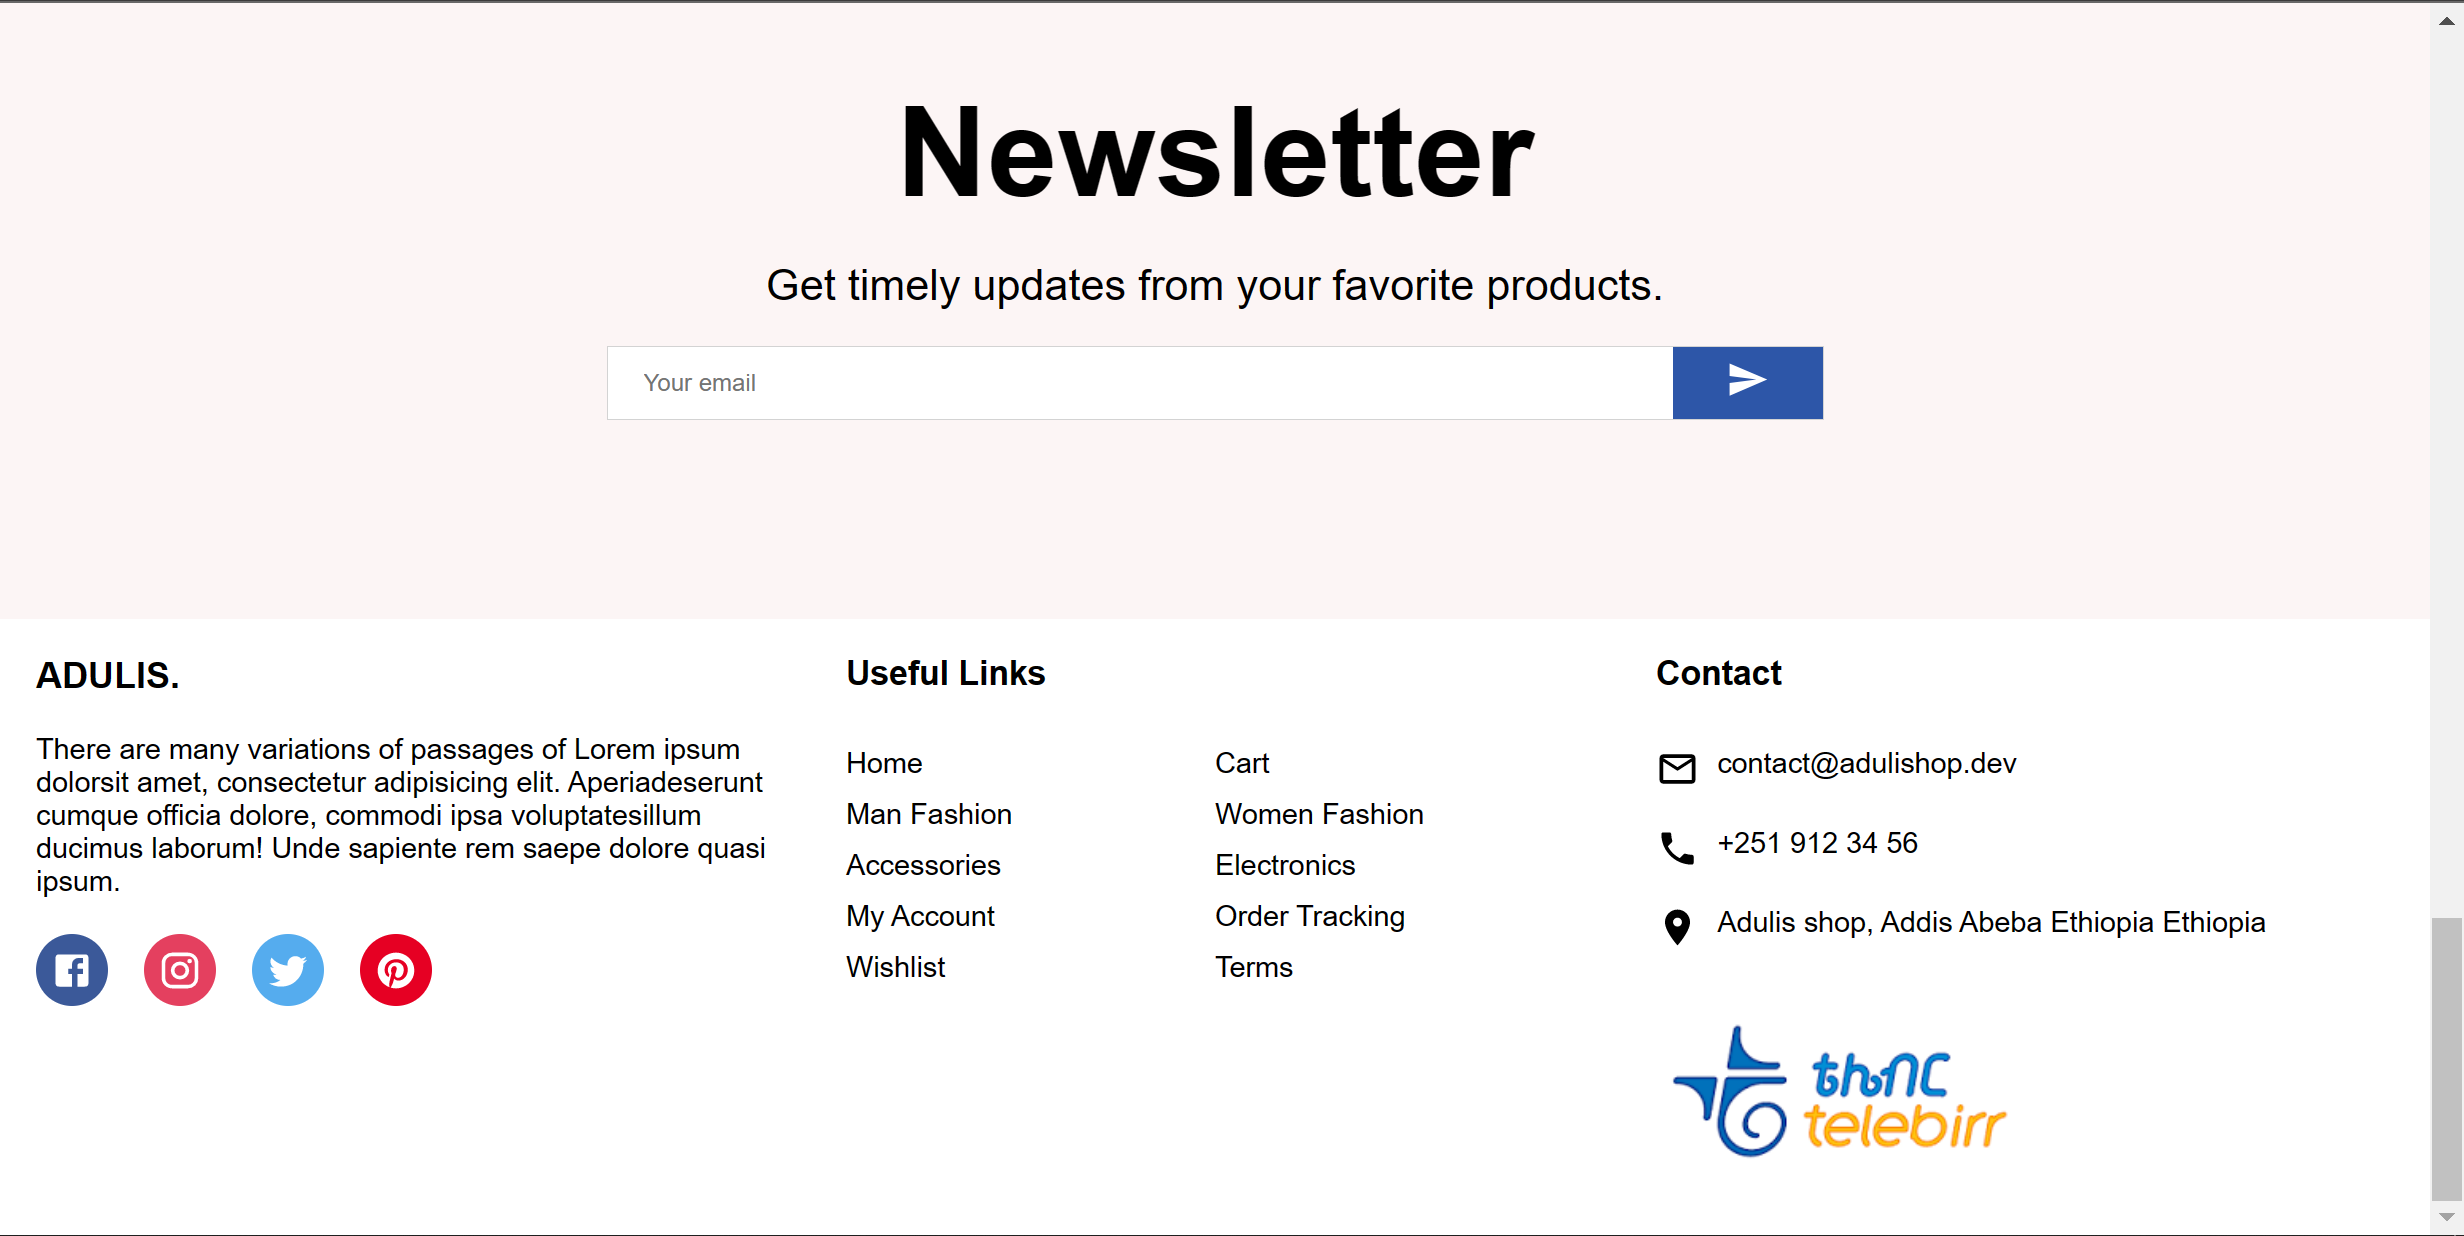 Newsletter
Get timely updates from your favorite products.
Your email
ADULIS.
There are many variations of passages of Lorem ipsum
dolorsit amet, consectetur adipisicing elit. Aperiadeserunt
cumque officia dolore, commodi ipsa voluptatesillum
ducimus laborum! Unde sapiente rem saepe dolore quasi
ipsum.
Useful Links
Home
Man Fashion
Accessories
My Account
Wishlist
Cart
Women Fashion
Electronics
Order Tracking
Terms
Contact
contact@adulishop.dev
+251 912 34 56
Adulis shop, Addis Abeba Ethiopia Ethiopia
ቴሌብር
telebirr